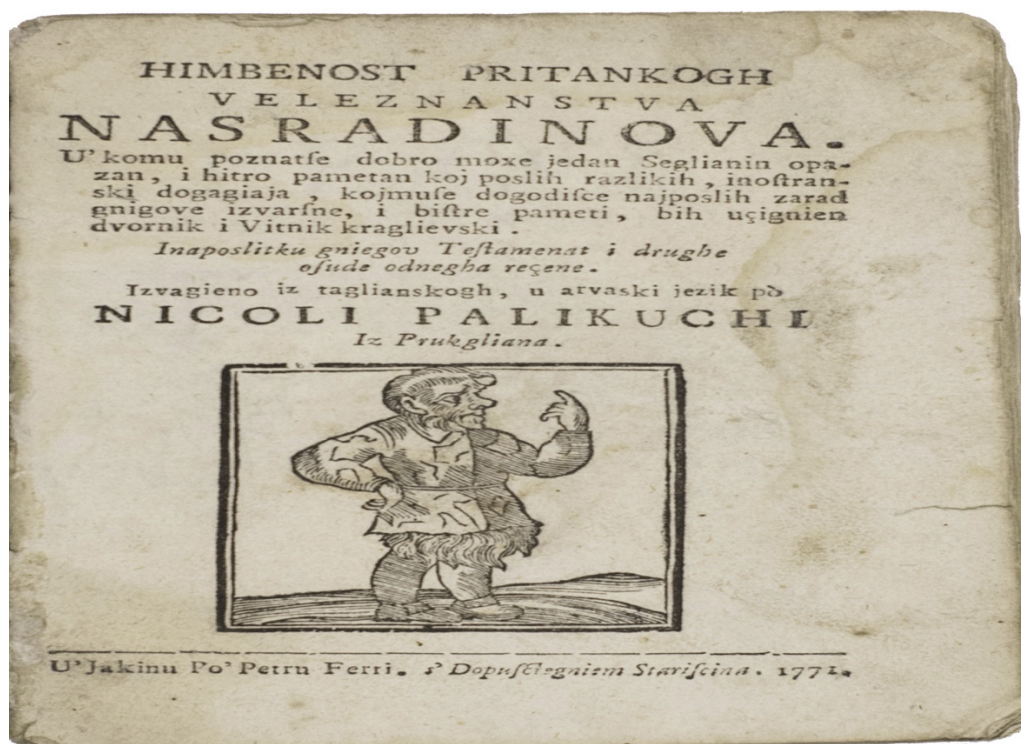 HIMBENOST PRITANKOGH
VELEZNANSTVA
NASRADINOVA.
U' komu poznatſe dobro moxe jedan Seglianin opa-
zan, i hitro pametan koj poslih razlikih, inoſtran-
ski dogagiaja, kojmuſe dogodiſce najposlih zarad
gnigove izvarſne, i biſtre pameti, bih uçignien
dvornik i Vitnik kraglievski.
Inaposlitku gniegov Teſtamenat i drughe
oſude odnegha reçene.
Izvagieno iz taglianskogh, u arvaski jezik pò
NICOLI PALIKUCHI
Iz Prukgliana.
U' Jakinu Po' Petru Ferri. s' Dopuſctegniem Stariſcina. 1771.